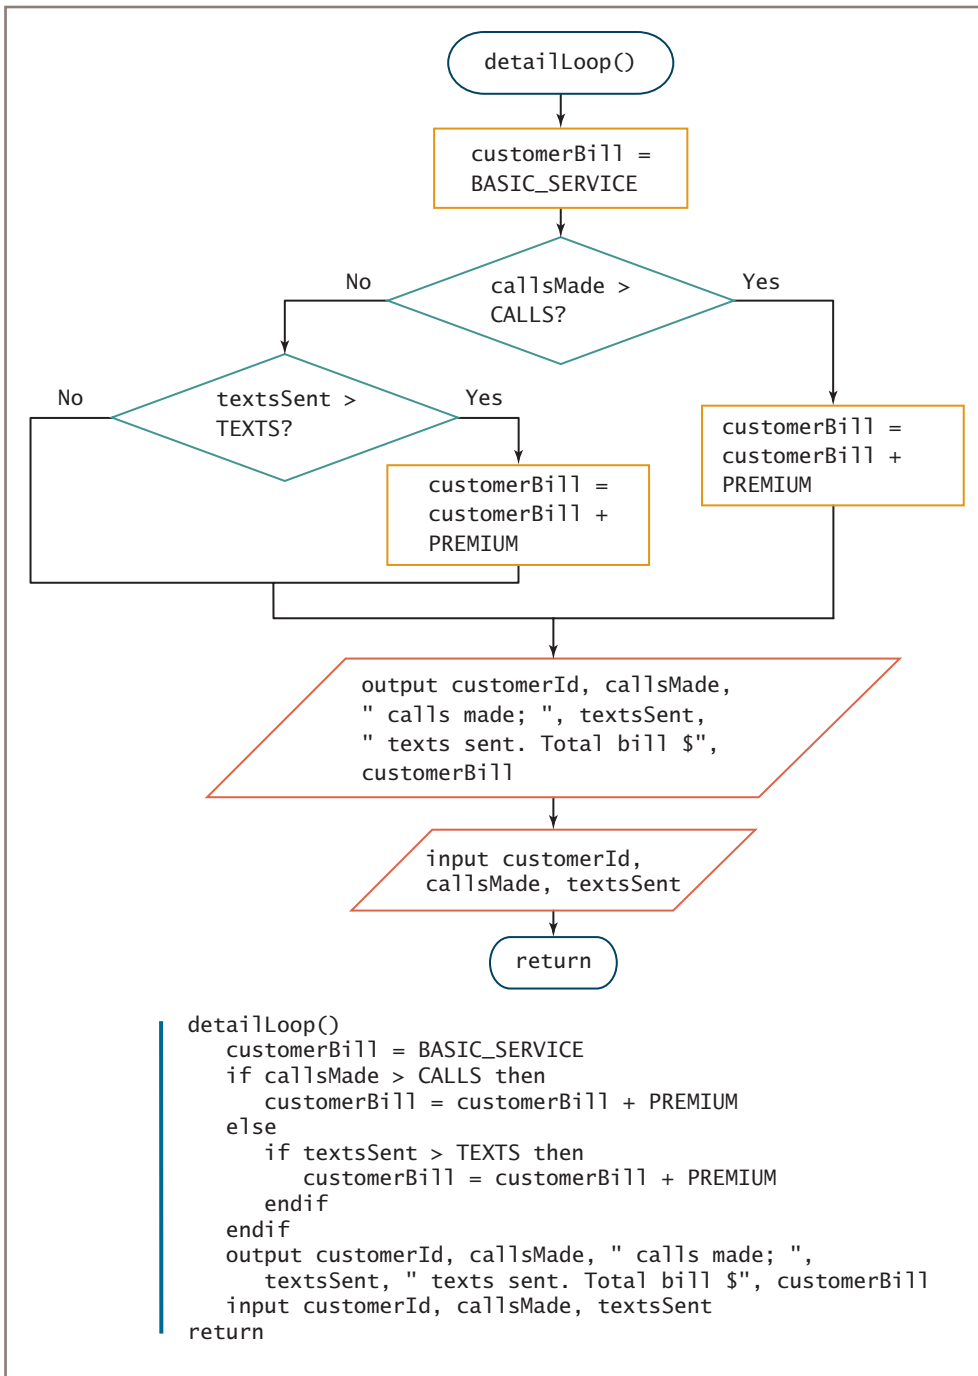 detailLoop()
customerBill =
BASIC_SERVICE
No
callsMade >
CALLS?
Yes
No
textsSent >
TEXTS?
Yes
customerBill =
customerBill +
PREMIUM
customerBill =
customerBill +
PREMIUM
output customerId, callsMade,
" calls made; ", textsSent,
" texts sent. Total bill $",
customerBill
input customerId,
callsMade, textsSent
return
detailLoop()
   customerBill = BASIC_SERVICE
   if callsMade > CALLS then
      customerBill = customerBill + PREMIUM
   else
      if textsSent > TEXTS then
         customerBill = customerBill + PREMIUM
      endif
   endif
   output customerId, callsMade, " calls made; ",
      textsSent, " texts sent. Total bill $", customerBill
   input customerId, callsMade, textsSent
return